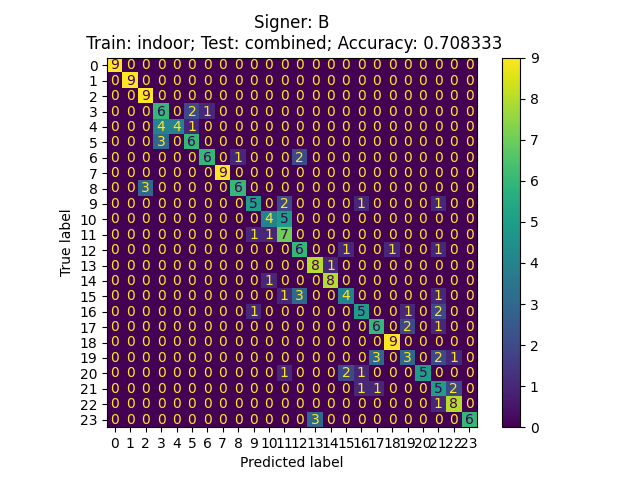 Signer: B
Train: indoor; Test: combined; Accuracy: 0.708333
True label
0 9 0 0 0 0 0 0 0 0 0 0 0 0 0 0 0 0 0 0 0 0 0 0 0
1 0 9 0 0 0 0 0 0 0 0 0 0 0 0 0 0 0 0 0 0 0 0 0 0
2 0 0 9 0 0 0 0 0 0 0 0 0 0 0 0 0 0 0 0 0 0 0 0 0
3 0 0 0 6 0 2 1 0 0 0 0 0 0 0 0 0 0 0 0 0 0 0 0 0
4 0 0 0 4 4 1 0 0 0 0 0 0 0 0 0 0 0 0 0 0 0 0 0 0
5 0 0 0 3 0 6 0 0 0 0 0 0 0 0 0 0 0 0 0 0 0 0 0 0
6 0 0 0 0 0 0 6 0 1 0 0 0 2 0 0 0 0 0 0 0 0 0 0 0
7 0 0 0 0 0 0 0 9 0 0 0 0 0 0 0 0 0 0 0 0 0 0 0 0
8 0 0 3 0 0 0 0 0 6 0 0 0 0 0 0 0 0 0 0 0 0 0 0 0
9 0 0 0 0 0 0 0 0 0 5 0 2 0 0 0 0 1 0 0 0 0 1 0 0
10 0 0 0 0 0 0 0 0 0 0 4 5 0 0 0 0 0 0 0 0 0 0 0 0
11 0 0 0 0 0 0 0 0 0 1 1 7 0 0 0 0 0 0 0 0 0 0 0 0
12 0 0 0 0 0 0 0 0 0 0 0 0 6 0 0 1 0 0 1 0 0 1 0 0
13 0 0 0 0 0 0 0 0 0 0 0 0 0 8 1 0 0 0 0 0 0 0 0 0
14 0 0 0 0 0 0 0 0 0 0 1 0 0 0 8 0 0 0 0 0 0 0 0 0
15 0 0 0 0 0 0 0 0 0 0 0 1 3 0 0 4 0 0 0 0 0 1 0 0
16 0 0 0 0 0 0 0 0 0 1 0 0 0 0 0 0 5 0 0 1 0 2 0 0
17 0 0 0 0 0 0 0 0 0 0 0 0 0 0 0 0 0 6 0 2 0 1 0 0
18 0 0 0 0 0 0 0 0 0 0 0 0 0 0 0 0 0 0 9 0 0 0 0 0
19 0 0 0 0 0 0 0 0 0 0 0 0 0 0 0 0 0 3 0 3 0 2 1 0
20 0 0 0 0 0 0 0 0 0 0 0 1 0 0 0 2 1 0 0 0 5 0 0 0
21 0 0 0 0 0 0 0 0 0 0 0 0 0 0 0 0 1 1 0 0 0 5 2 0
22 0 0 0 0 0 0 0 0 0 0 0 0 0 0 0 0 0 0 0 0 0 1 8 0
23 0 0 0 0 0 0 0 0 0 0 0 0 0 3 0 0 0 0 0 0 0 0 0 6
0 1 2 3 4 5 6 7 8 9 10 11 12 13 14 15 16 17 18 19 20 21 22 23
Predicted label
9
8
7
6
5
4
3
2
1
0